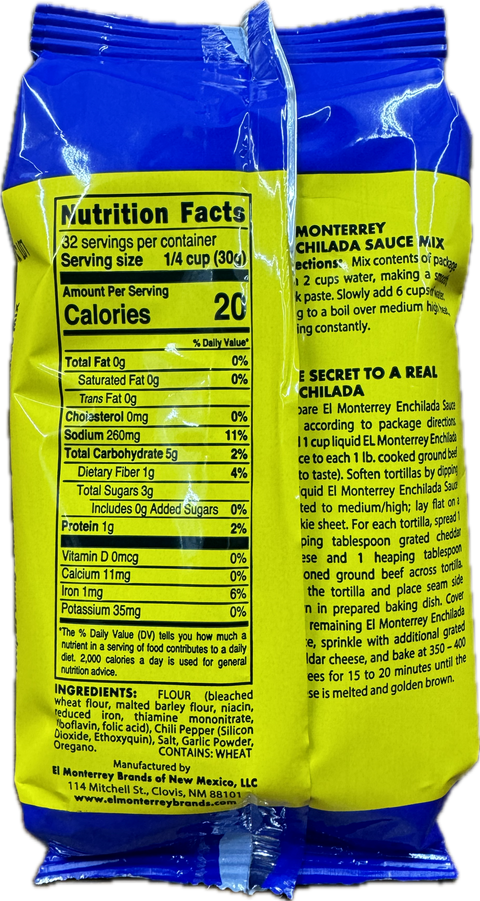 Nutrition Facts
32 servings per container
Serving size 1/4 cup (30g)
Amount Per Serving
Calories 20
% Daily Value*
Total Fat 0g 0%
Saturated Fat 0g 0%
Trans Fat 0g
Cholesterol 0mg 0%
Sodium 260mg 11%
Total Carbohydrate 5g 2%
Dietary Fiber 1g 4%
Total Sugars 3g
Includes 0g Added Sugars 0%
Protein 1g 2%
Vitamin D 0mcg 0%
Calcium 11mg 0%
Iron 1mg 6%
Potassium 35mg 0%
*The % Daily Value (DV) tells you how much a
nutrient in a serving of food contributes to a daily
diet. 2,000 calories a day is used for general
nutrition advice.
INGREDIENTS: FLOUR (bleached
wheat flour, malted barley flour, niacin,
reduced iron, thiamine mononitrate,
riboflavin, folic acid), Chili Pepper (Silicon
Dioxide, Ethoxyquin), Salt, Garlic Powder,
Oregano. CONTAINS: WHEAT
Manufactured by
El Monterrey Brands of New Mexico, LLC
114 Mitchell St., Clovis, NM 88101
www.elmonterreybrands.com
MONTERREY
CHILADA SAUCE MIX
ections: Mix contents of package
2 cups water, making a
k paste. Slowly add 6 cups
g to a boil over medium
ing constantly.
E SECRET TO A REAL
CHILADA
pare El Monterrey Enchilada Sauce
according to package directions.
1 cup liquid EL Monterrey Enchilada
ce to each 1 lb. cooked ground beef
to taste). Soften tortillas by dipping
quid El Monterrey Enchilada Sauce
ted to medium/high; lay flat on a
kie sheet. For each tortilla, spread 1
ping tablespoon grated cheddar
ese and 1 heaping tablespoon
oned ground beef across tortilla.
the tortilla and place seam side
n in prepared baking dish. Cover
remaining El Monterrey Enchilada
ce, sprinkle with additional grated
ddar cheese, and bake at 350 – 400
ees for 15 to 20 minutes until the
se is melted and golden brown.